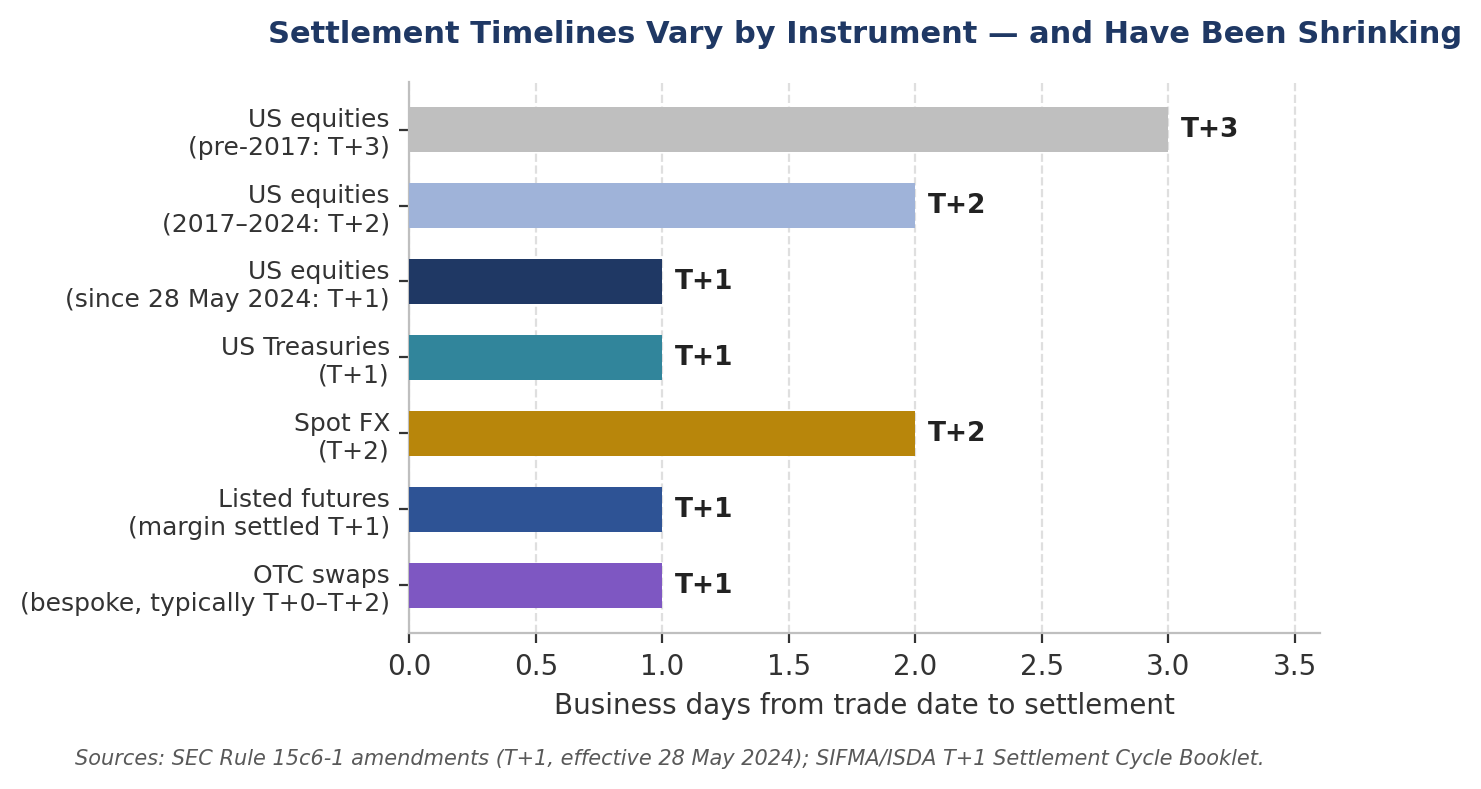 Settlement Timelines Vary by Instrument — and Have Been Shrinking
US equities
(pre-2017: T+3)
T+3
US equities
(2017–2024: T+2)
T+2
US equities
(since 28 May 2024: T+1)
T+1
US Treasuries
(T+1)
T+1
Spot FX
(T+2)
T+2
Listed futures
(margin settled T+1)
T+1
OTC swaps
(bespoke, typically T+0–T+2)
T+1
0.0 0.5 1.0 1.5 2.0 2.5 3.0 3.5
Business days from trade date to settlement
Sources: SEC Rule 15c6-1 amendments (T+1, effective 28 May 2024); SIFMA/ISDA T+1 Settlement Cycle Booklet.